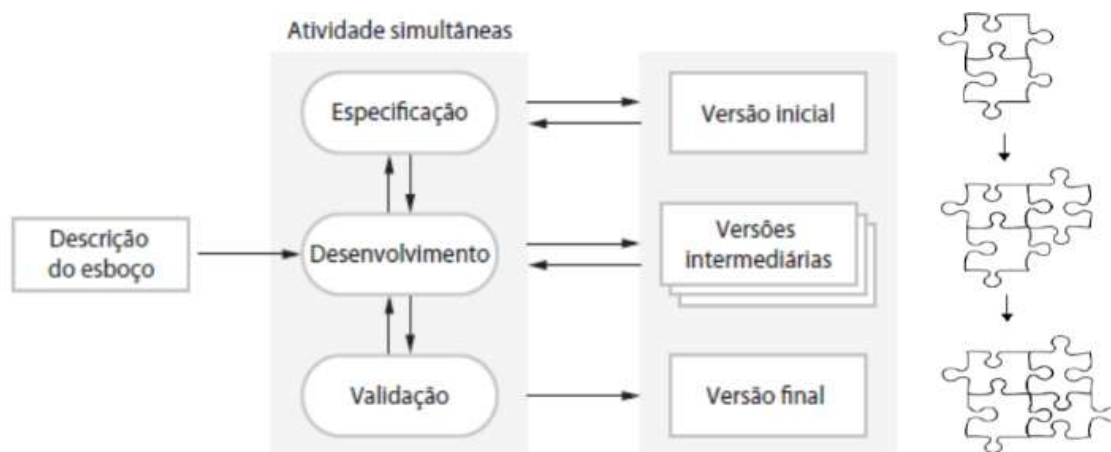 Atividade simultâneas
Especificação
Versão inicial
Descrição
do esboço
Desenvolvimento
Versões
intermediárias
Validação
Versão final